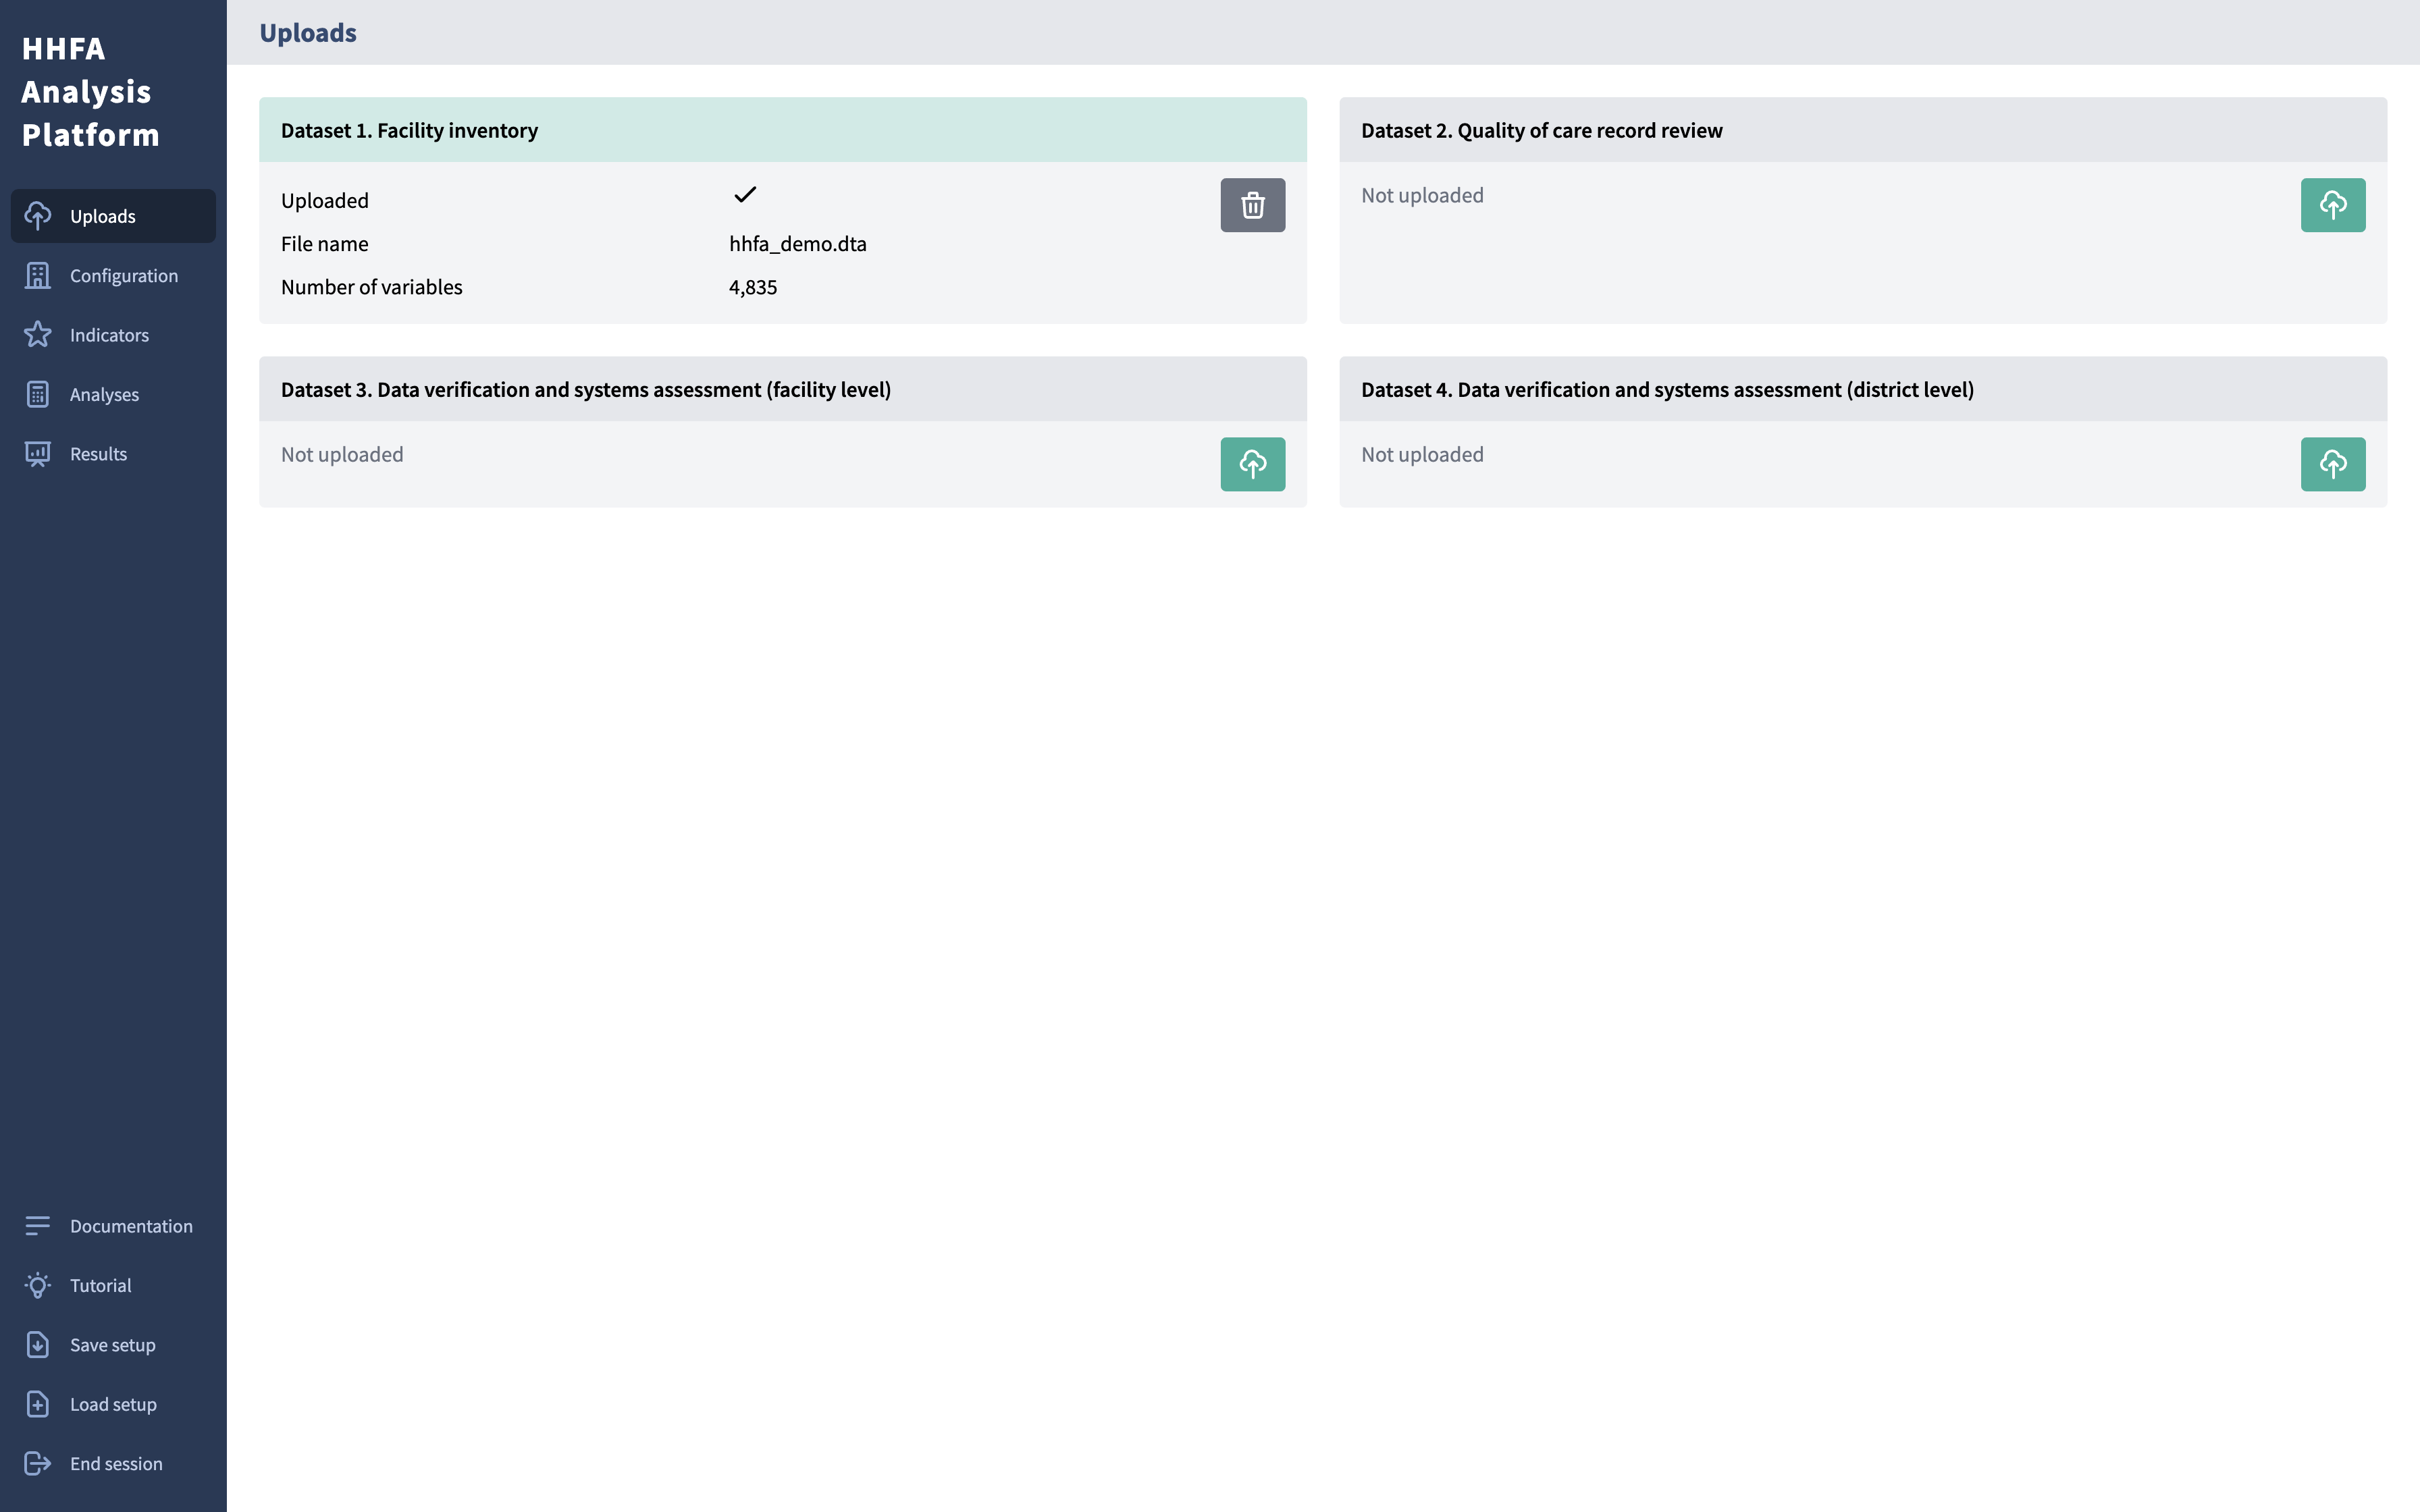 HHFA
Analysis
Platform
Uploads
Configuration
Indicators
Analyses
Results
Documentation
Tutorial
Save setup
Load setup
End session
Uploads
Dataset 1. Facility inventory
Uploaded
File name hhfa_demo.dta
Number of variables 4,835
Dataset 2. Quality of care record review
Not uploaded
Dataset 3. Data verification and systems assessment (facility level)
Not uploaded
Dataset 4. Data verification and systems assessment (district level)
Not uploaded